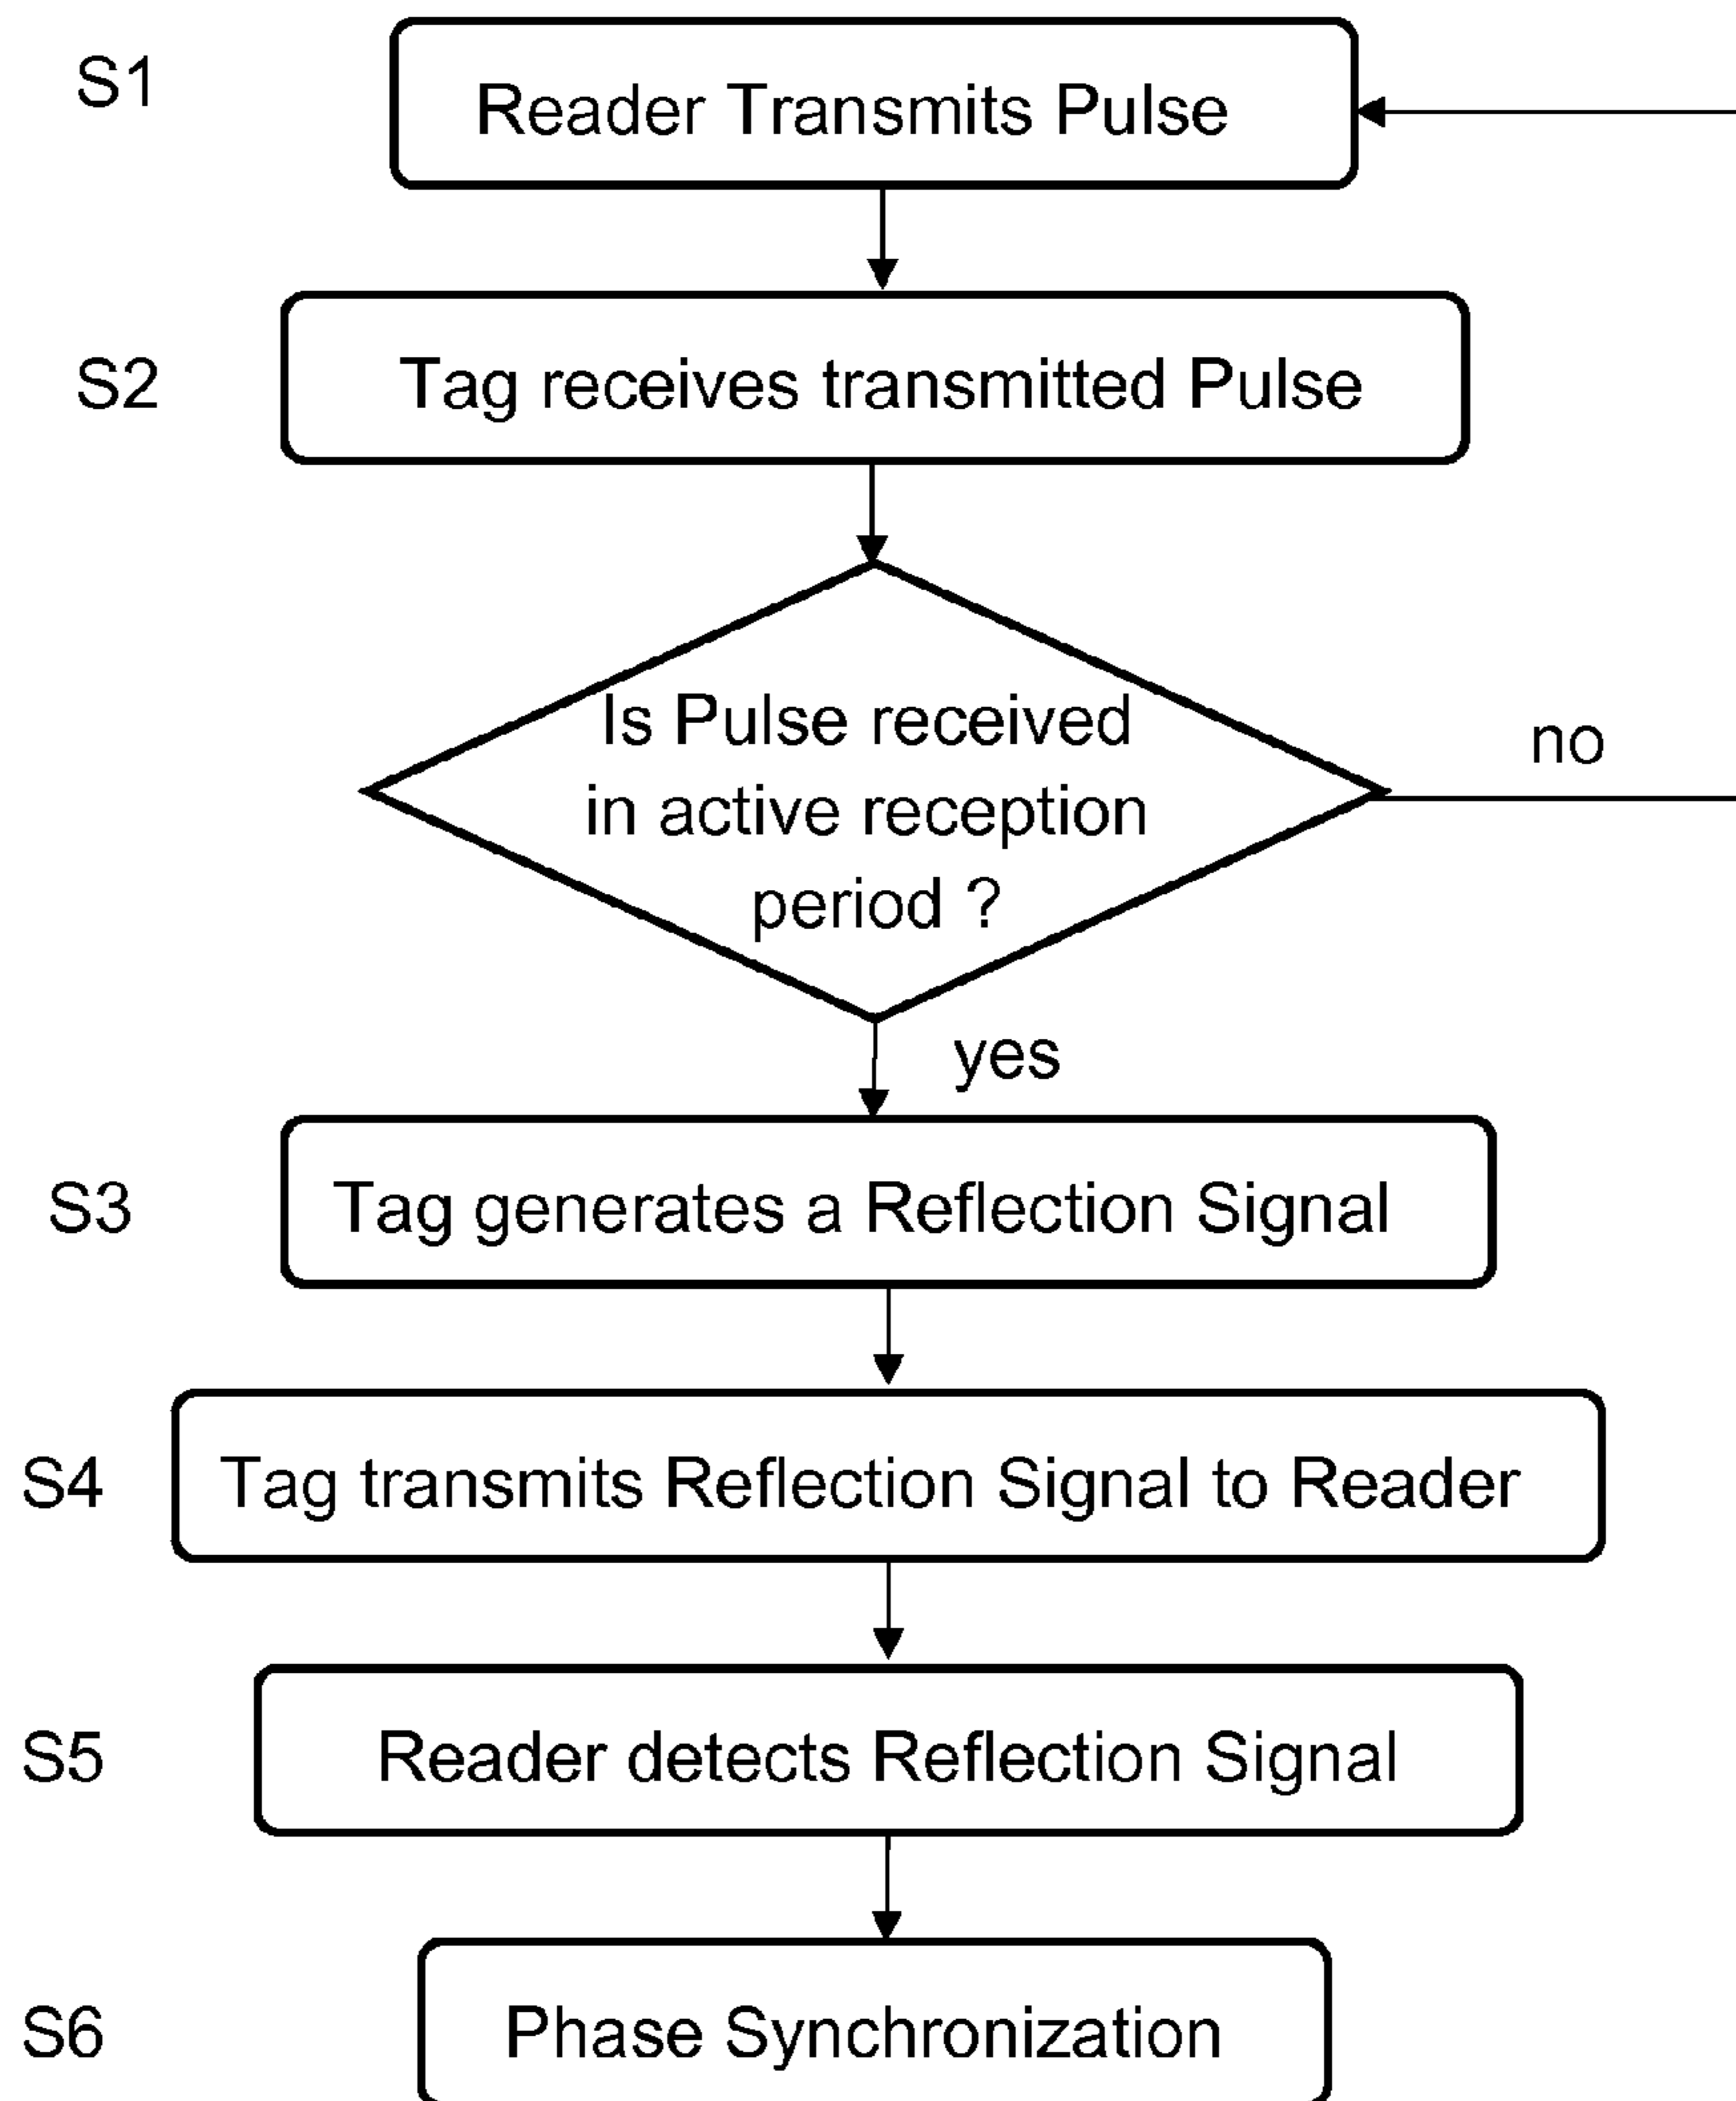 S1
Reader Transmits Pulse
S2
Tag receives transmitted Pulse
Is Pulse received
in active reception
period ?
no
yes
S3
Tag generates a Reflection Signal
S4
Tag transmits Reflection Signal to Reader
S5
Reader detects Reflection Signal
S6
Phase Synchronization